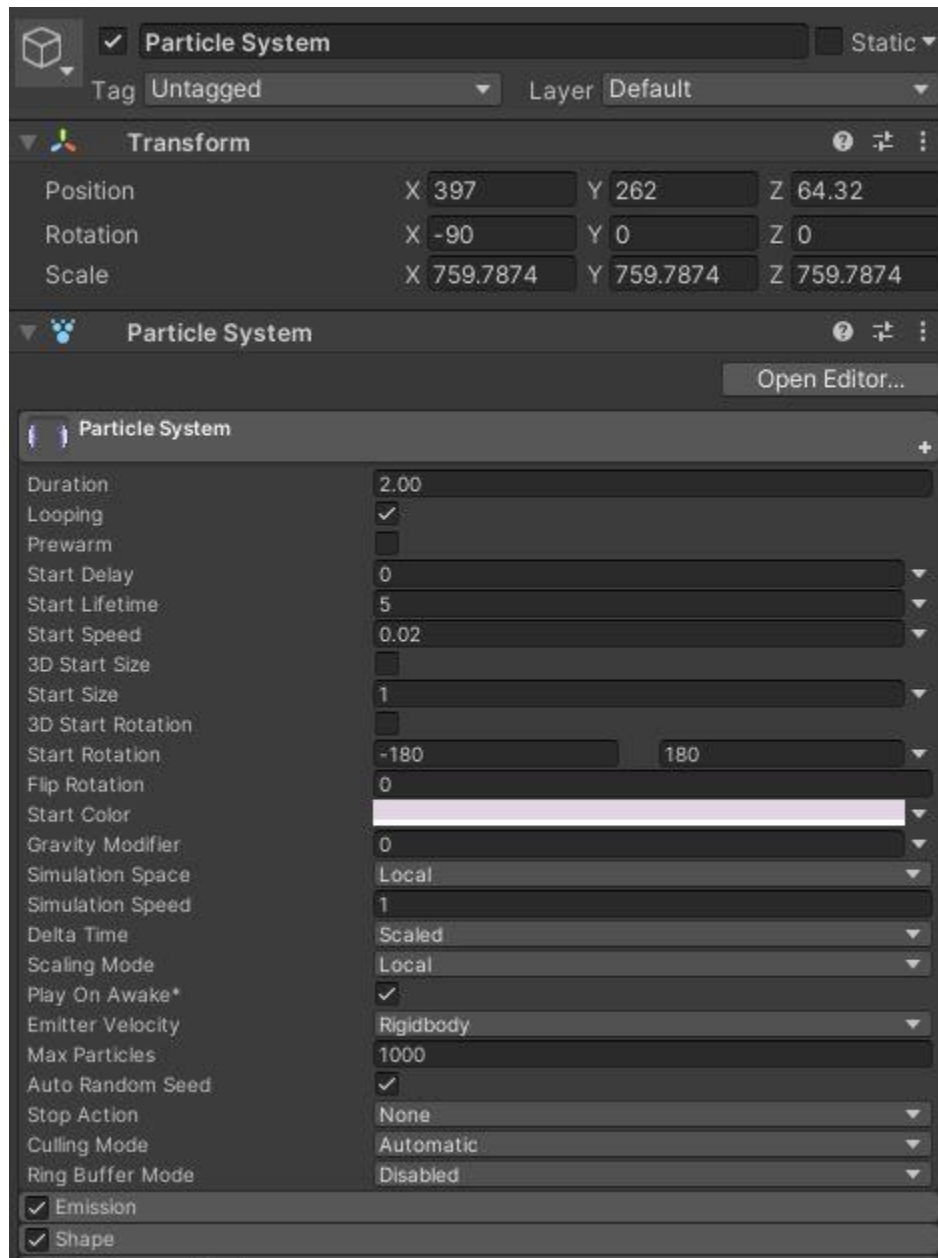 Particle System Static
Tag Untagged Layer Default
Transform
Position X 397 Y 262 Z 64.32
Rotation X -90 Y 0 Z 0
Scale X 759.7874 Y 759.7874 Z 759.7874
Particle System
Open Editor...
Particle System
Duration 2.00
Looping
Prewarm
Start Delay 0
Start Lifetime 5
Start Speed 0.02
3D Start Size
Start Size 1
3D Start Rotation
Start Rotation -180 180
Flip Rotation 0
Start Color
Gravity Modifier 0
Simulation Space Local
Simulation Speed 1
Delta Time Scaled
Scaling Mode Local
Play On Awake*
Emitter Velocity Rigidbody
Max Particles 1000
Auto Random Seed
Stop Action None
Culling Mode Automatic
Ring Buffer Mode Disabled
Emission
Shape